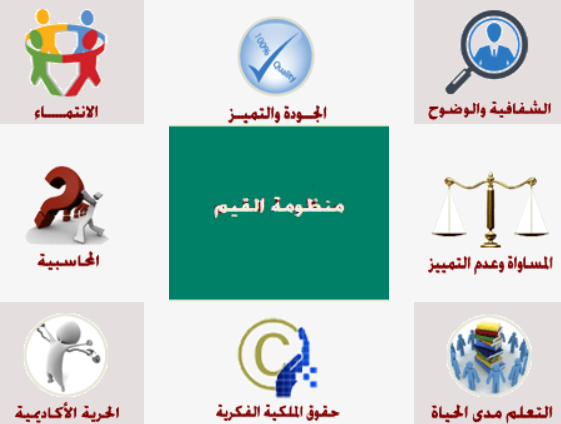 الشفافية والوضوح
الجـودة والتميـز
الانتمـــــاء
100%
Quality
منظومة القيم
المساواة وعدم التمييز
المحاسبية
C
التعلم مدى الحياة
حقوق الملكية الفكرية
الحرية الأكاديمية